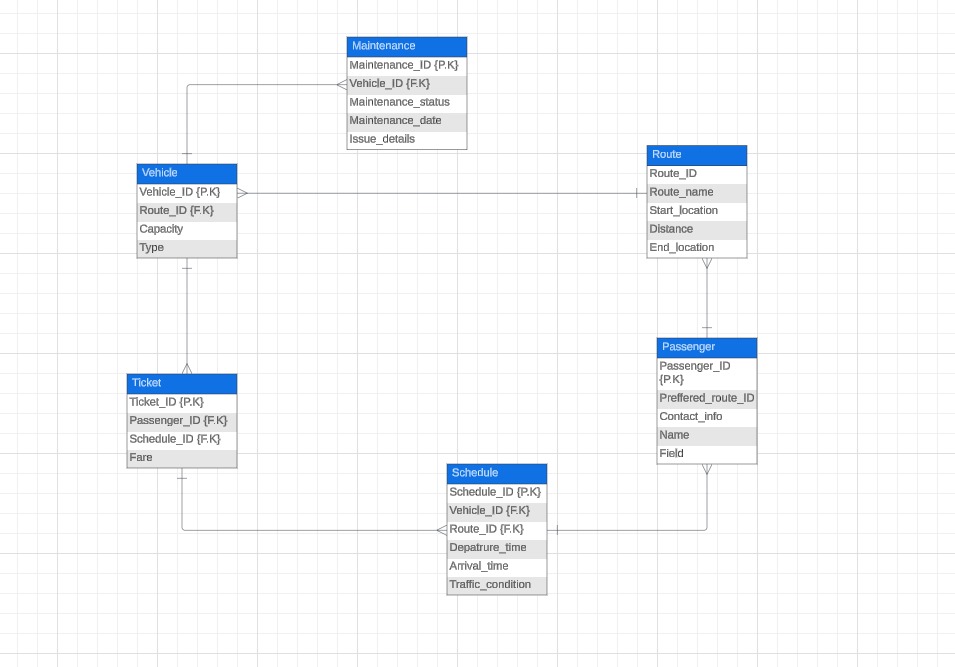 Maintenance
Maintenance_ID {P.K}
Vehicle_ID {F.K}
Maintenance_status
Maintenance_date
Issue_details
Vehicle
Vehicle_ID {P.K}
Route_ID {F.K}
Capacity
Type
Route
Route_ID
Route_name
Start_location
Distance
End_location
Passenger
Passenger_ID
{P.K}
Preffered_route_ID
Contact_info
Name
Field
Ticket
Ticket_ID {P.K}
Passenger_ID {F.K}
Schedule_ID {F.K}
Fare
Schedule
Schedule_ID {P.K}
Vehicle_ID {F.K}
Route_ID {F.K}
Depatrure_time
Arrival_time
Traffic_condition